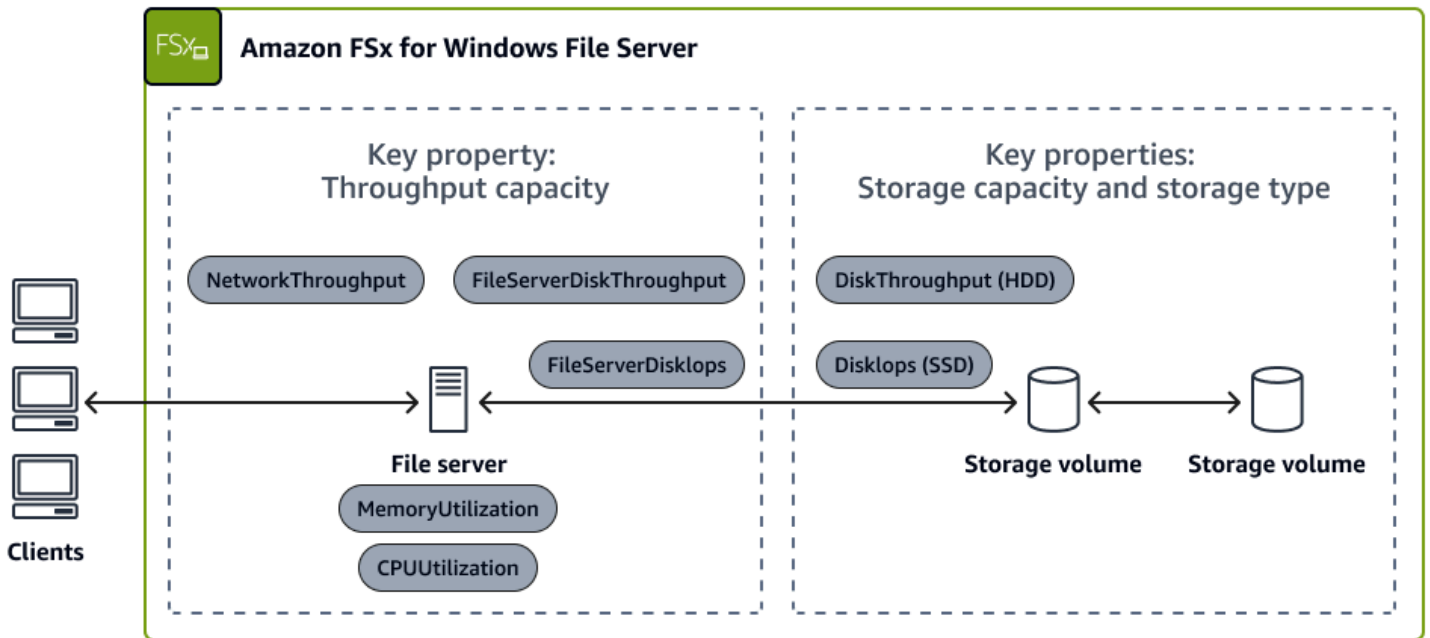 FSx
Amazon FSx for Windows File Server
Key property:
Throughput capacity
Key properties:
Storage capacity and storage type
NetworkThroughput
FileServerDiskThroughput
DiskThroughput (HDD)
FileServerDiskIops
DiskIops (SSD)
File server
Storage volume
Storage volume
MemoryUtilization
CPUUtilization
Clients